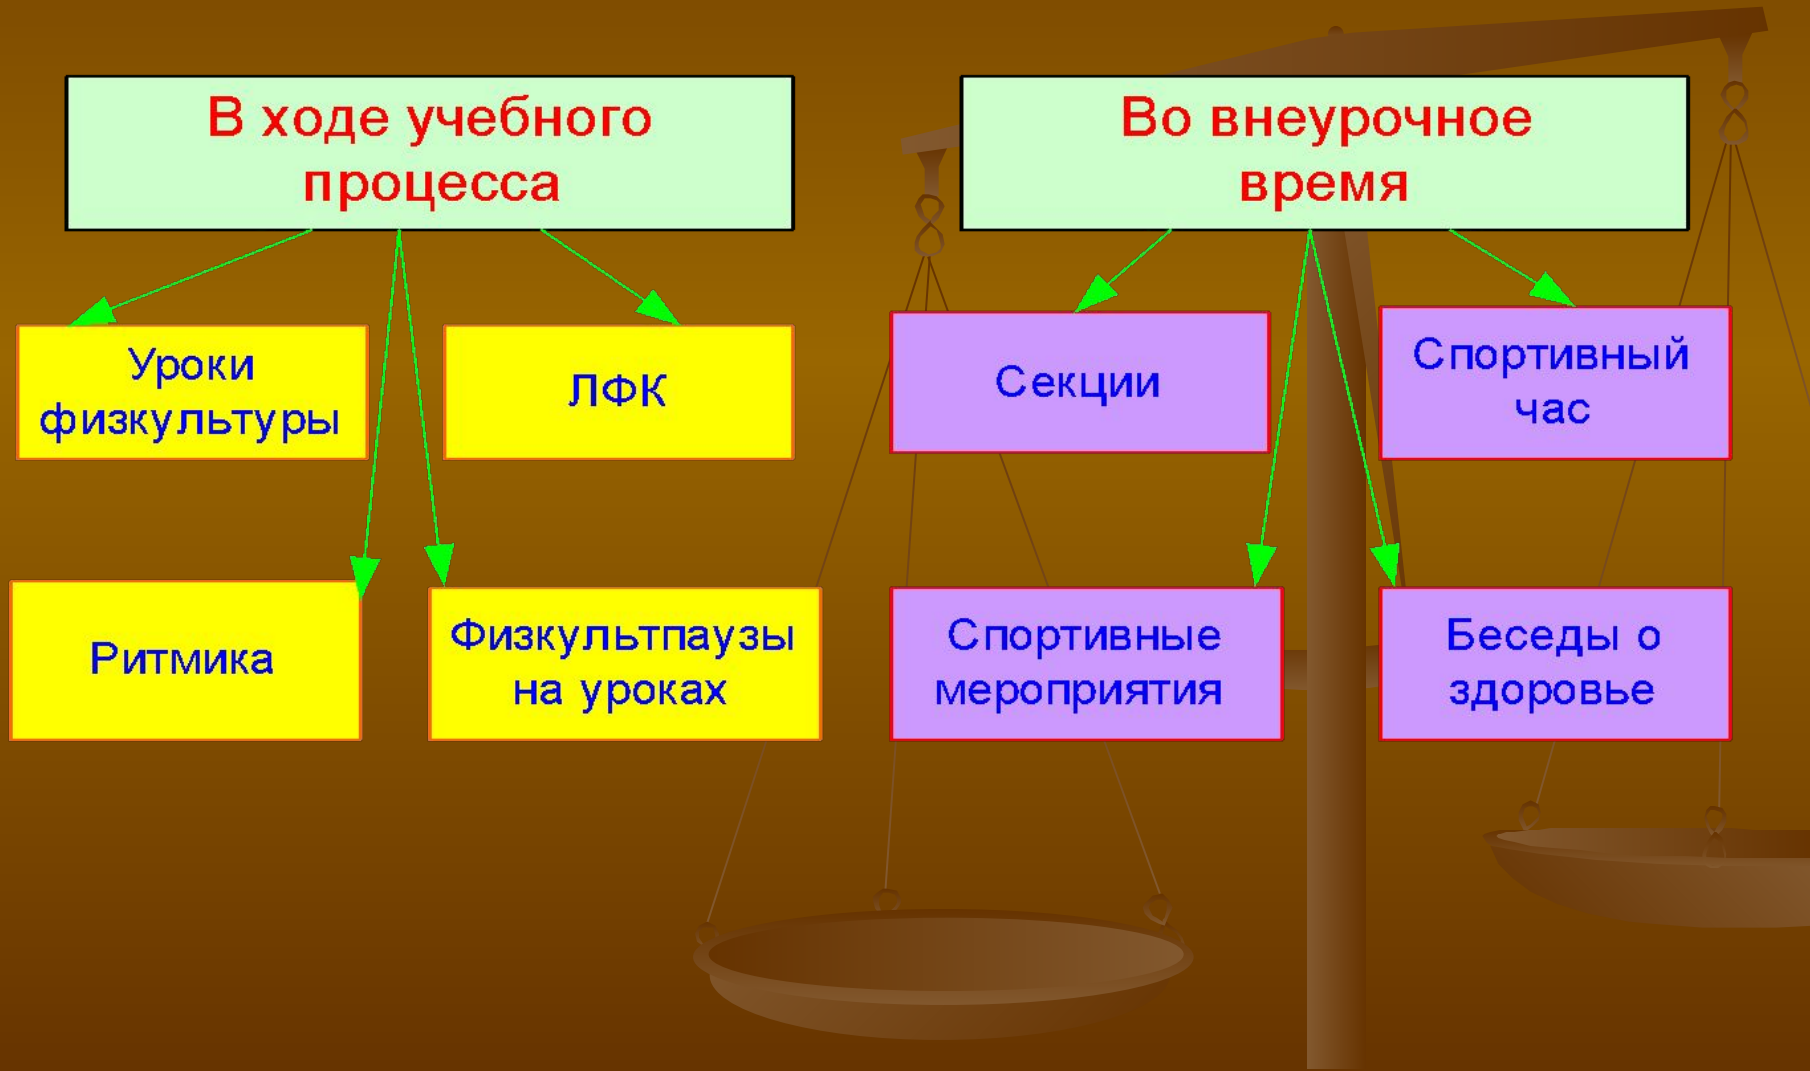 В ходе учебного
процесса
Во внеурочное
время
Уроки
физкультуры
ЛФК
Секции
Спортивный
час
Ритмика
Физкультпаузы
на уроках
Спортивные
мероприятия
Беседы о
здоровье